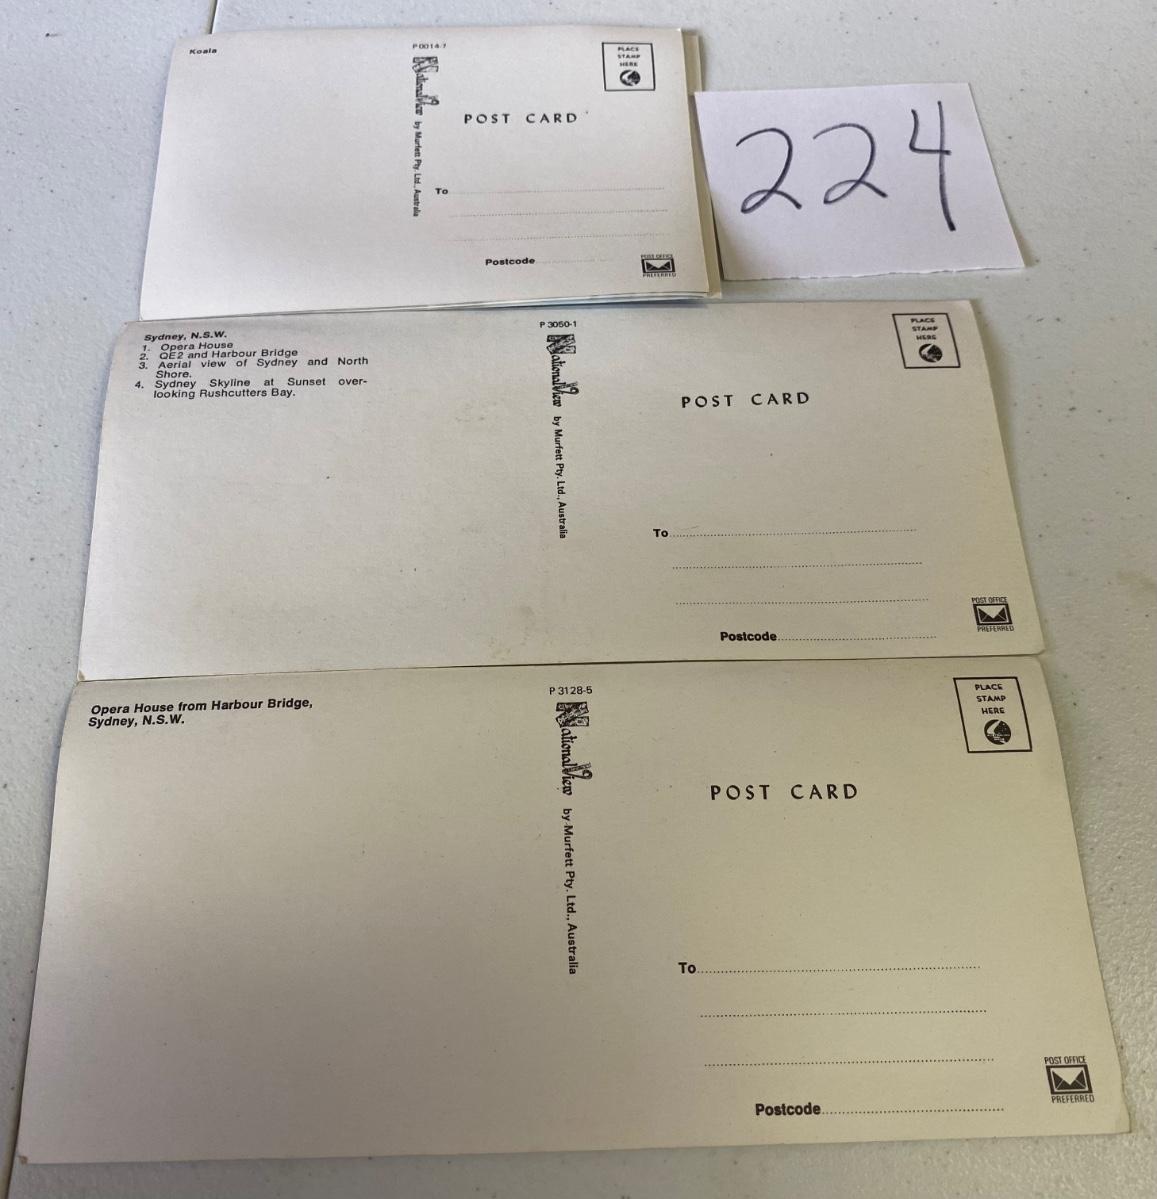 Koala
P 0014-7
PLACE
STAMP
HERE
NationalView by Murfett Pty. Ltd., Australia
POST CARD
To
Postcode
POST OFFICE
PREFERRED
224
Sydney, N.S.W.
1. Opera House
2. QE2 and Harbour Bridge
3. Aerial view of Sydney and North
Shore.
4. Sydney Skyline at Sunset over-
looking Rushcutters Bay.
P 3050-1
PLACE
STAMP
HERE
NationalView by Murfett Pty. Ltd., Australia
POST CARD
To
Postcode
POST OFFICE
PREFERRED
Opera House from Harbour Bridge,
Sydney, N.S.W.
P 3128-5
PLACE
STAMP
HERE
NationalView by Murfett Pty. Ltd., Australia
POST CARD
To
Postcode
POST OFFICE
PREFERRED